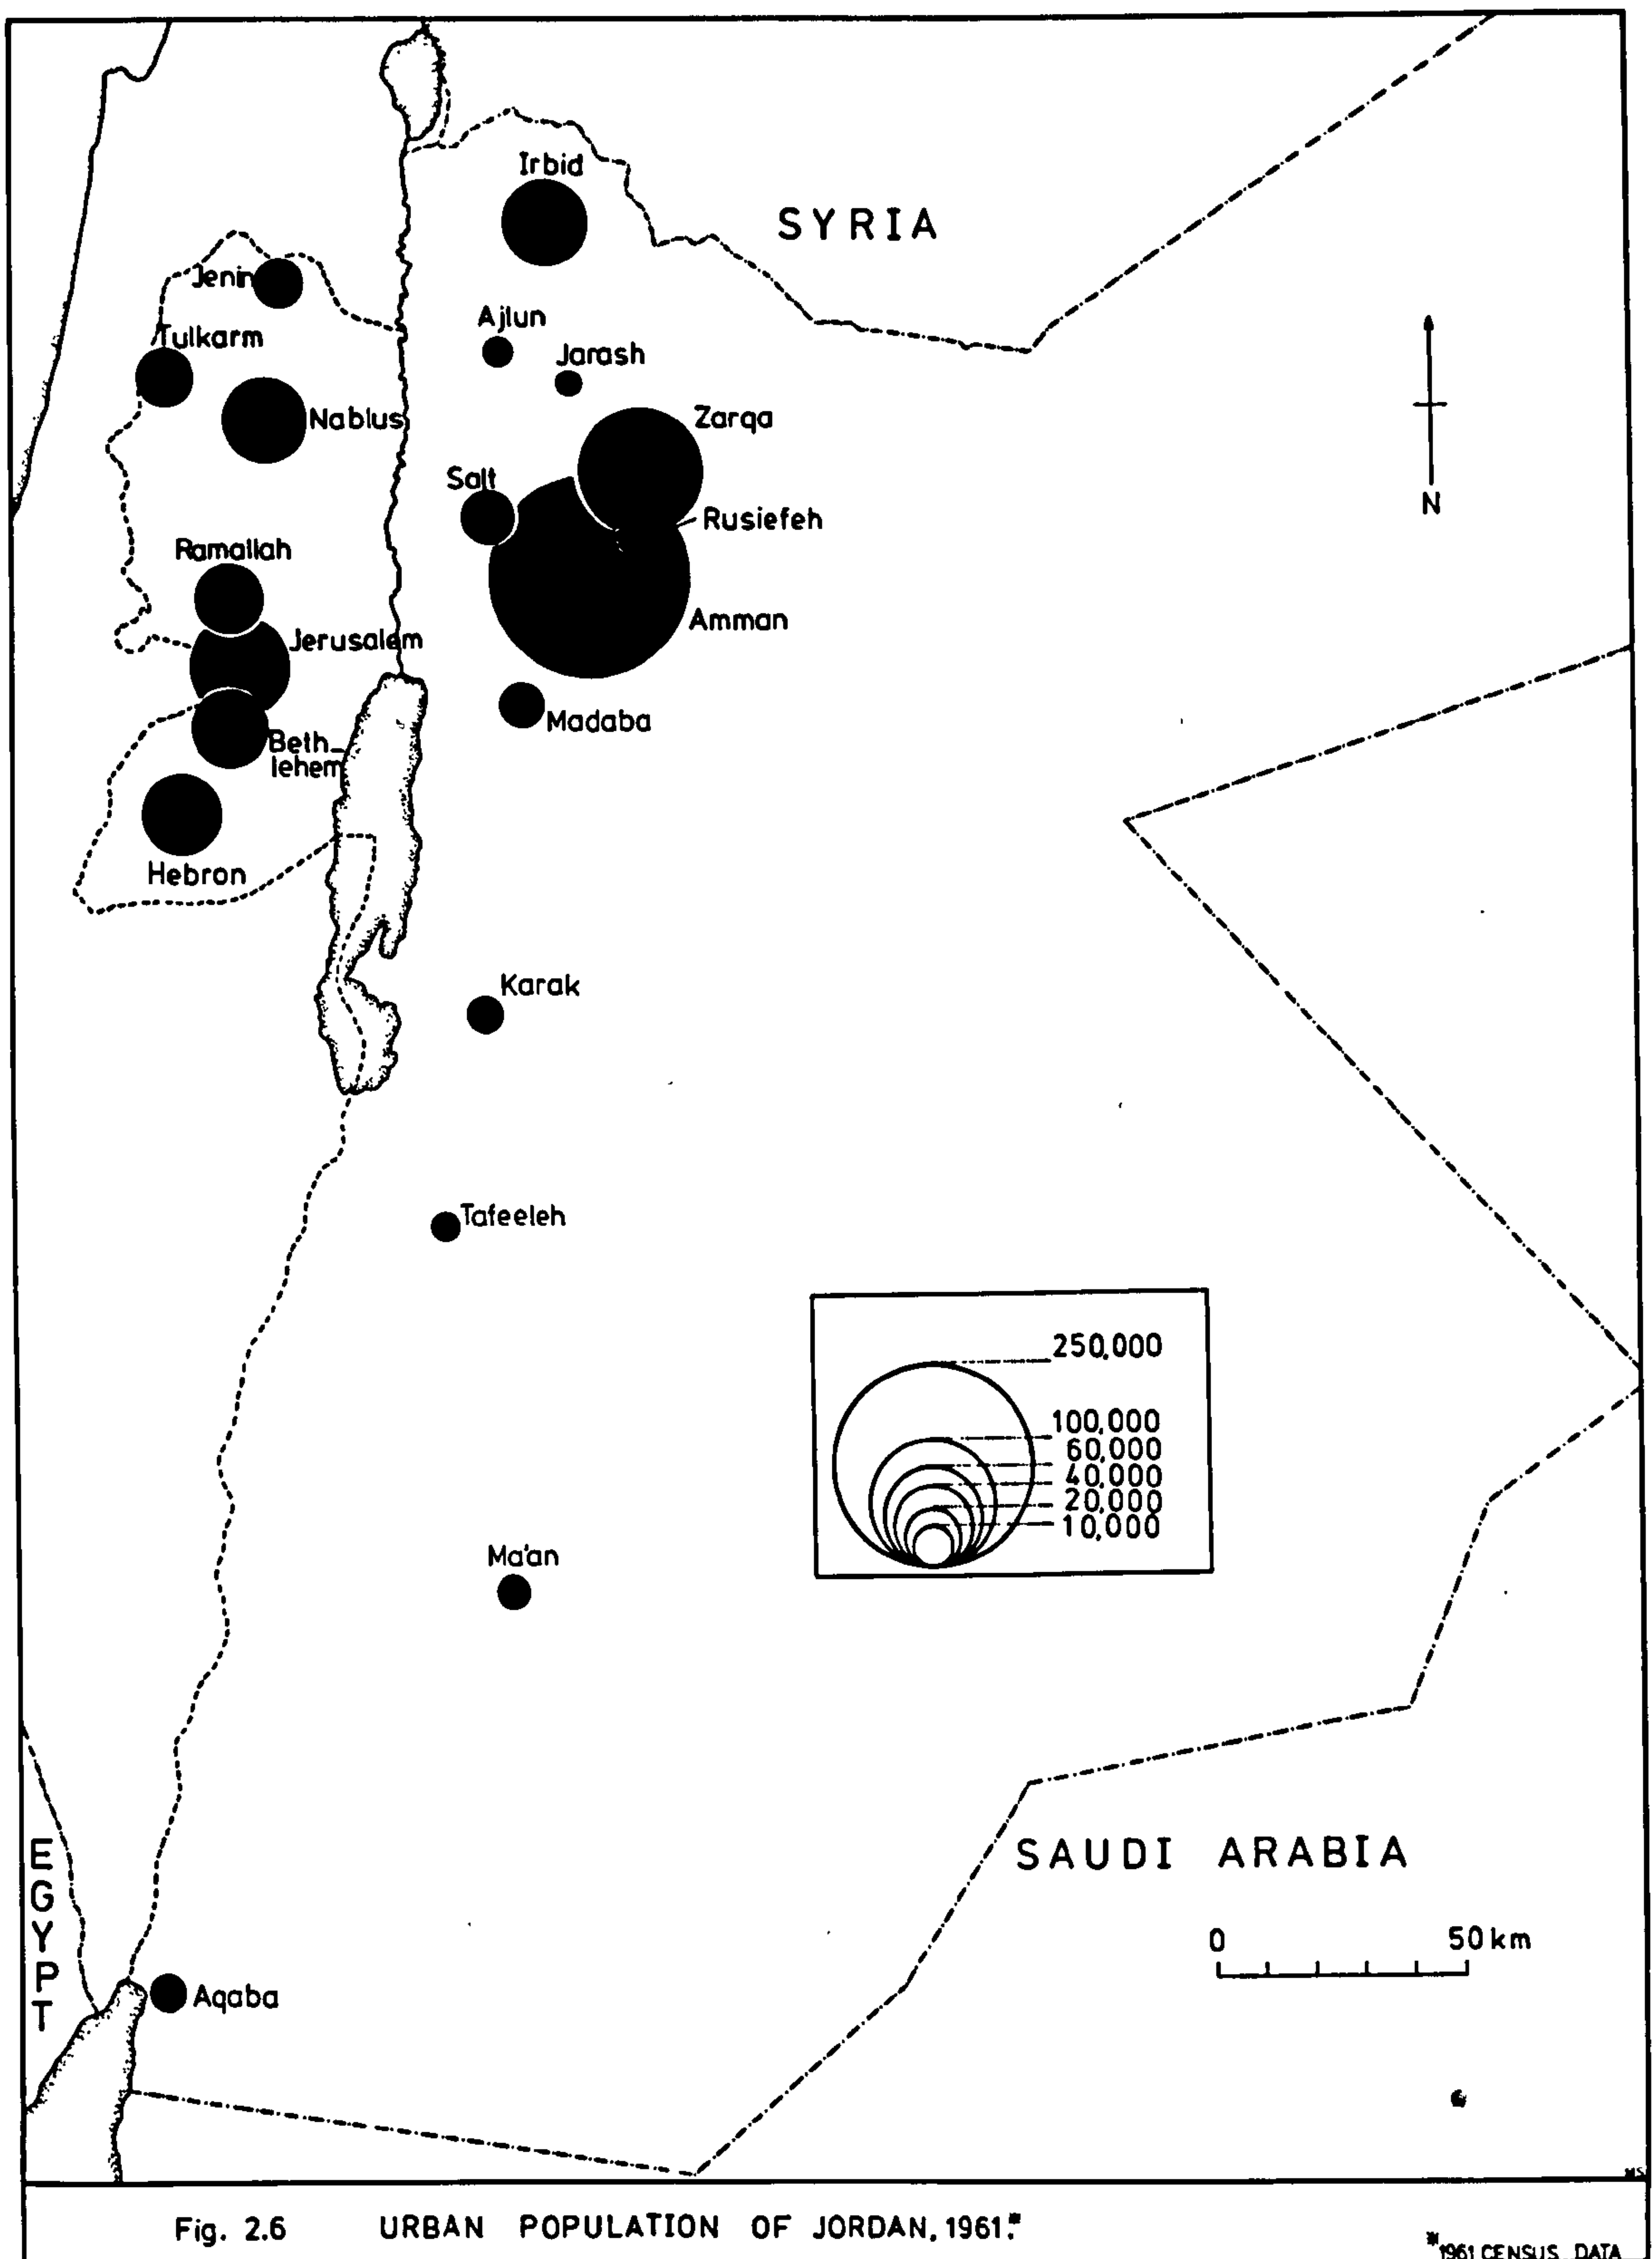 Irbid
SYRIA
Jenin
Ajlun
Tulkarm
Jarash
Nablus
Zarqa
Salt
N
Rusiefeh
Ramallah
Amman
Jerusalem
Madaba
Beth_
lehem
Hebron
Karak
Tafeeleh
250,000
100,000
60,000
40,000
20,000
10,000
Ma'an
EGYPT
SAUDI ARABIA
0 50 km
Aqaba
Fig. 2.6 URBAN POPULATION OF JORDAN, 1961.*
*1961 CENSUS DATA